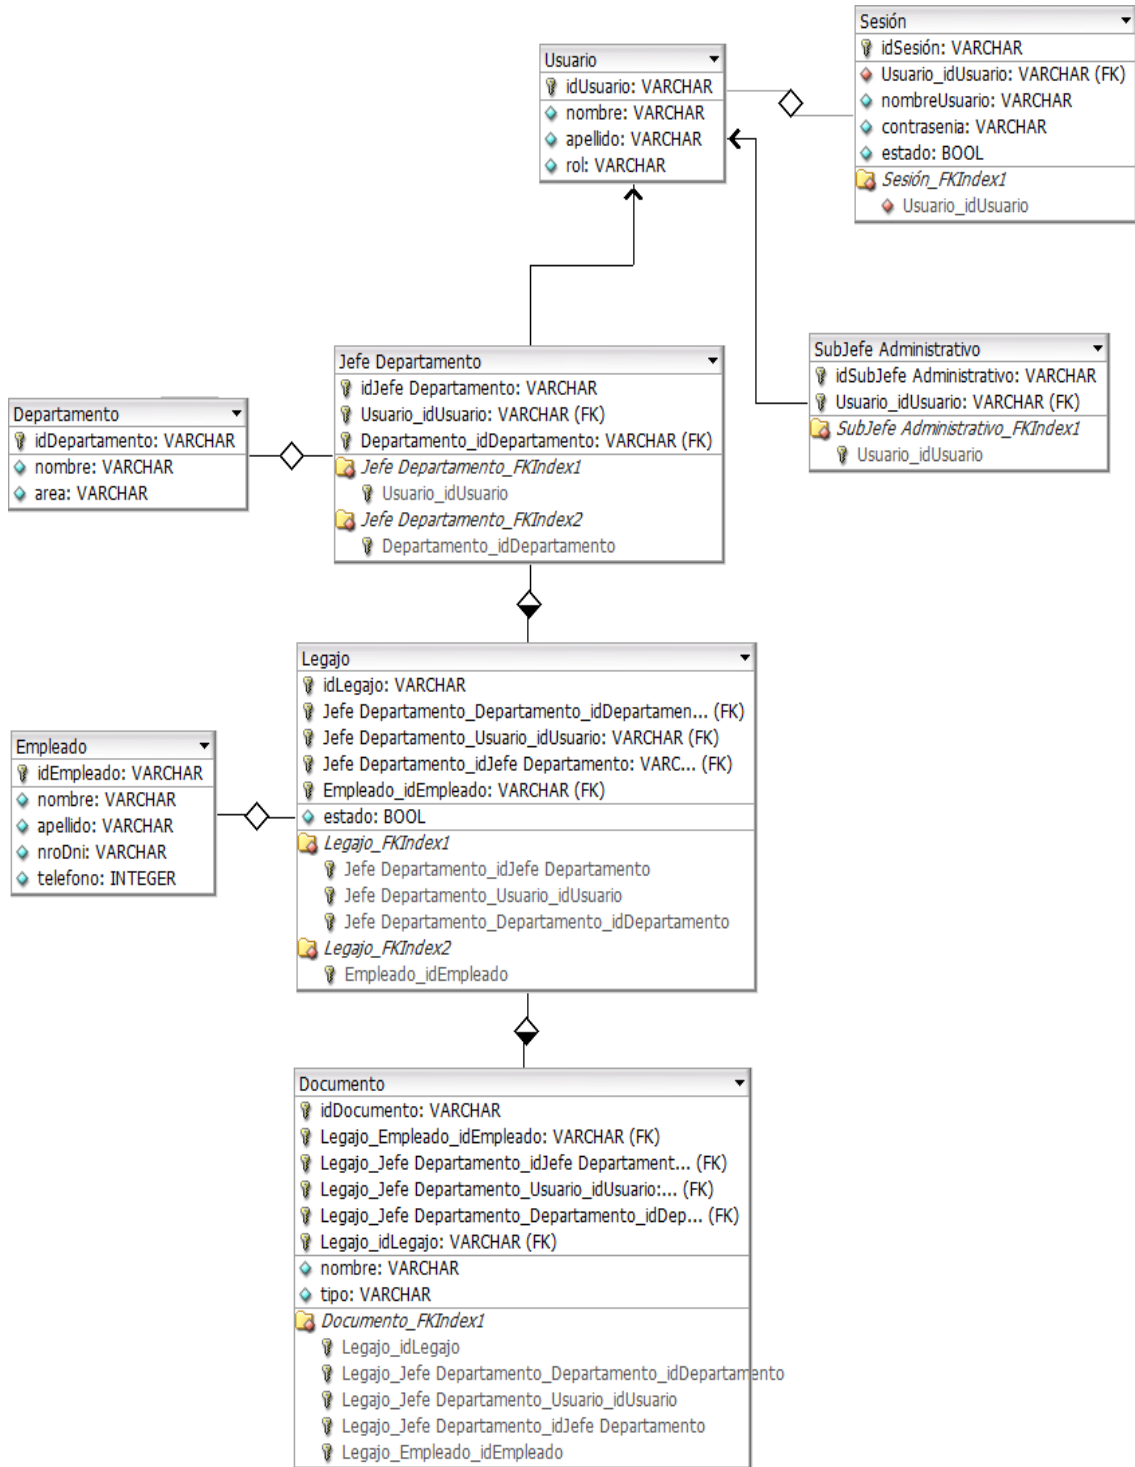 Sesión
idSesión: VARCHAR
Usuario_idUsuario: VARCHAR (FK)
nombreUsuario: VARCHAR
contrasenia: VARCHAR
estado: BOOL
Sesión_FKIndex1
Usuario_idUsuario
Usuario
idUsuario: VARCHAR
nombre: VARCHAR
apellido: VARCHAR
rol: VARCHAR
SubJefe Administrativo
idSubJefe Administrativo: VARCHAR
Usuario_idUsuario: VARCHAR (FK)
SubJefe Administrativo_FKIndex1
Usuario_idUsuario
Jefe Departamento
idJefe Departamento: VARCHAR
Usuario_idUsuario: VARCHAR (FK)
Departamento_idDepartamento: VARCHAR (FK)
Jefe Departamento_FKIndex1
Usuario_idUsuario
Jefe Departamento_FKIndex2
Departamento_idDepartamento
Departamento
idDepartamento: VARCHAR
nombre: VARCHAR
area: VARCHAR
Legajo
idLegajo: VARCHAR
Jefe Departamento_Departamento_idDepartamen... (FK)
Jefe Departamento_Usuario_idUsuario: VARCHAR (FK)
Jefe Departamento_idJefe Departamento: VARC... (FK)
Empleado_idEmpleado: VARCHAR (FK)
estado: BOOL
Legajo_FKIndex1
Jefe Departamento_idJefe Departamento
Jefe Departamento_Usuario_idUsuario
Jefe Departamento_Departamento_idDepartamento
Legajo_FKIndex2
Empleado_idEmpleado
Empleado
idEmpleado: VARCHAR
nombre: VARCHAR
apellido: VARCHAR
nroDni: VARCHAR
telefono: INTEGER
Documento
idDocumento: VARCHAR
Legajo_Empleado_idEmpleado: VARCHAR (FK)
Legajo_Jefe Departamento_idJefe Departament... (FK)
Legajo_Jefe Departamento_Usuario_idUsuario:... (FK)
Legajo_Jefe Departamento_Departamento_idDep... (FK)
Legajo_idLegajo: VARCHAR (FK)
nombre: VARCHAR
tipo: VARCHAR
Documento_FKIndex1
Legajo_idLegajo
Legajo_Jefe Departamento_Departamento_idDepartamento
Legajo_Jefe Departamento_Usuario_idUsuario
Legajo_Jefe Departamento_idJefe Departamento
Legajo_Empleado_idEmpleado